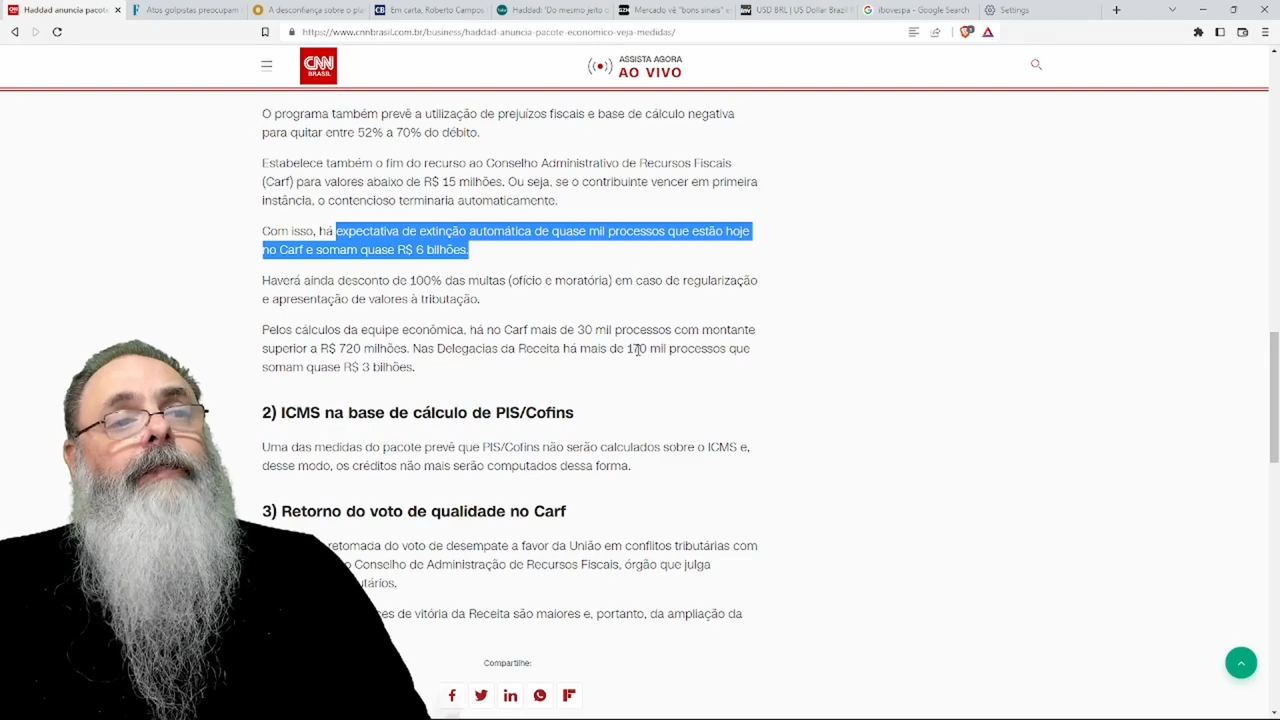 Haddad anuncia pacote
Atos golpistas preocupam
A desconfiança sobre o pla
Em carta, Roberto Campos
Haddad: "Do mesmo jeito o
Mercado vê "bons sinais" e
USD BRL | US Dollar Brazil
ibovespa - Google Search
Settings
https://www.cnnbrasil.com.br/business/haddad-anuncia-pacote-economico-veja-medidas/
CNN
BRASIL
ASSISTA AGORA
AO VIVO
O programa também prevê a utilização de prejuízos fiscais e base de cálculo negativa
para quitar entre 52% a 70% do débito.
Estabelece também o fim do recurso ao Conselho Administrativo de Recursos Fiscais
(Carf) para valores abaixo de R$ 15 milhões. Ou seja, se o contribuinte vencer em primeira
instância, o contencioso terminaria automaticamente.
Com isso, há expectativa de extinção automática de quase mil processos que estão hoje
no Carf e somam quase R$ 6 bilhões.
Haverá ainda desconto de 100% das multas (ofício e moratória) em caso de regularização
e apresentação de valores à tributação.
Pelos cálculos da equipe econômica, há no Carf mais de 30 mil processos com montante
superior a R$ 720 milhões. Nas Delegacias da Receita há mais de 170 mil processos que
somam quase R$ 3 bilhões.
2) ICMS na base de cálculo de PIS/Cofins
Uma das medidas do pacote prevê que PIS/Cofins não serão calculados sobre o ICMS e,
desse modo, os créditos não mais serão computados dessa forma.
3) Retorno do voto de qualidade no Carf
retomada do voto de desempate a favor da União em conflitos tributárias com
o Conselho de Administração de Recursos Fiscais, órgão que julga
de vitória da Receita são maiores e, portanto, da ampliação da
Compartilhe: